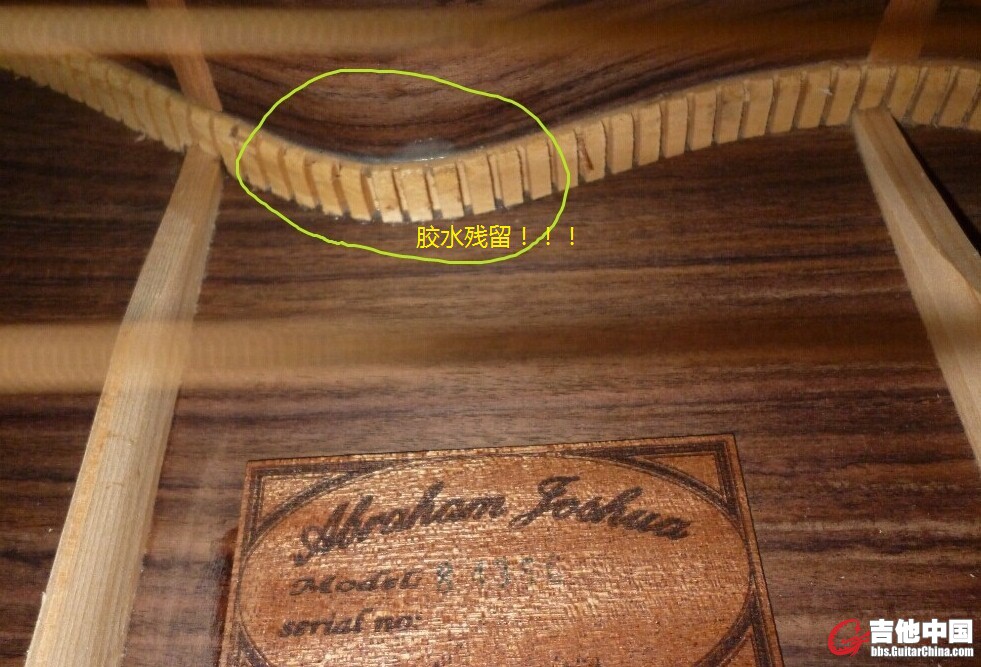 胶水残留！！！
Abraham Joshua
Model:
serial no:
吉他中国
bbs.GuitarChina.com